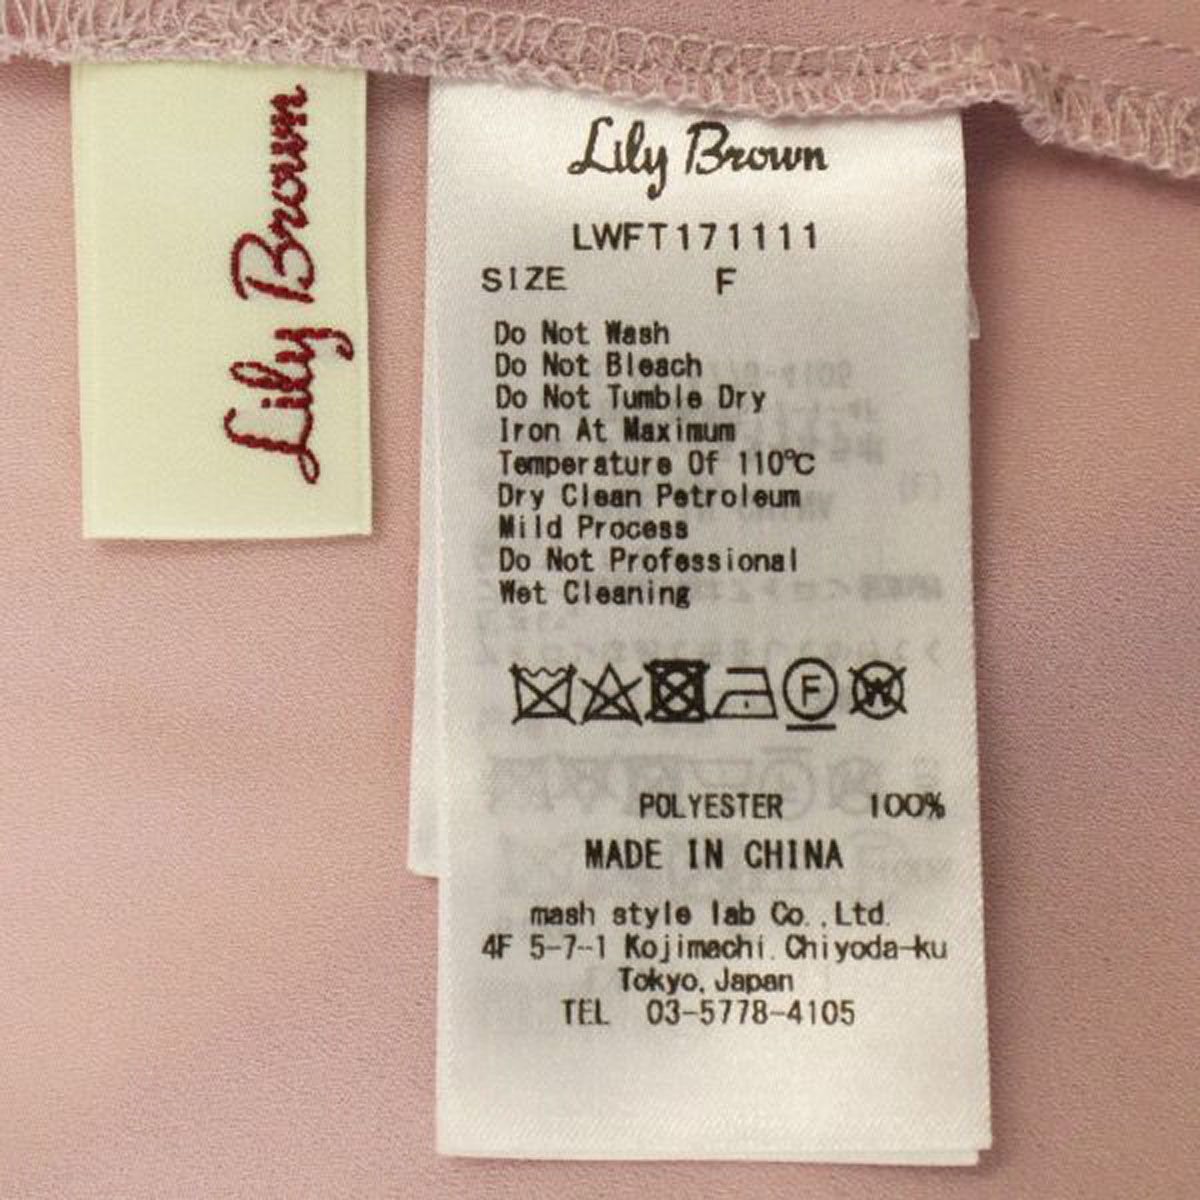 Lily Brown
Lily Brown
LWFT171111
SIZE F
Do Not Wash
Do Not Bleach
Do Not Tumble Dry
Iron At Maximum
Temperature Of 110℃
Dry Clean Petroleum
Mild Process
Do Not Professional
Wet Cleaning
F W
POLYESTER 100%
MADE IN CHINA
mash style lab Co.,Ltd.
4F 5-7-1 Kojimachi. Chiyoda-ku
Tokyo, Japan
TEL 03-5778-4105